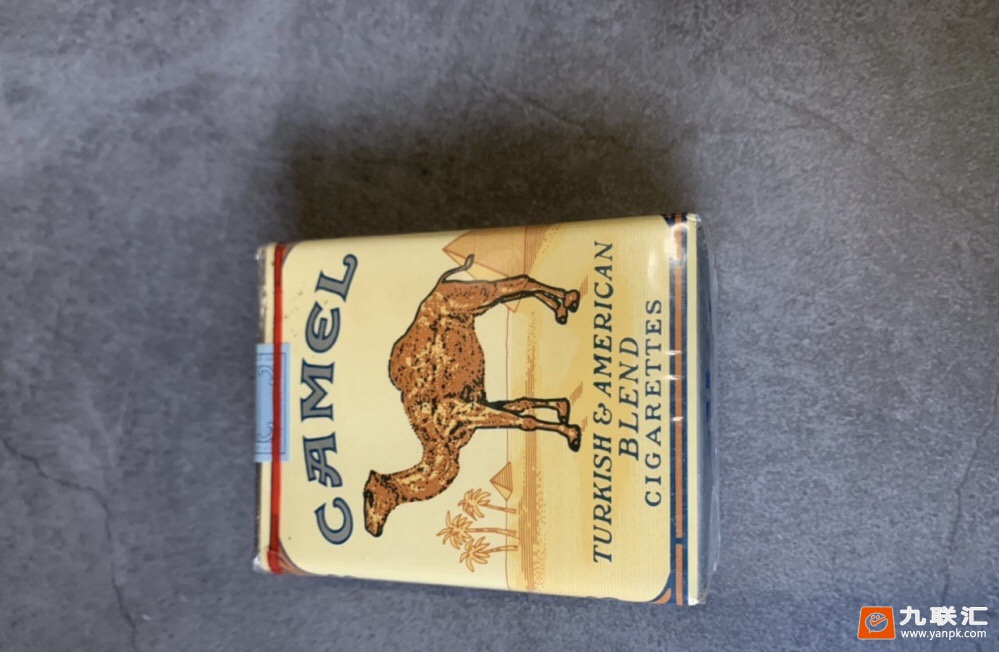 CAMEL
TURKISH & AMERICAN
BLEND
CIGARETTES
九联汇
www.yanpk.com